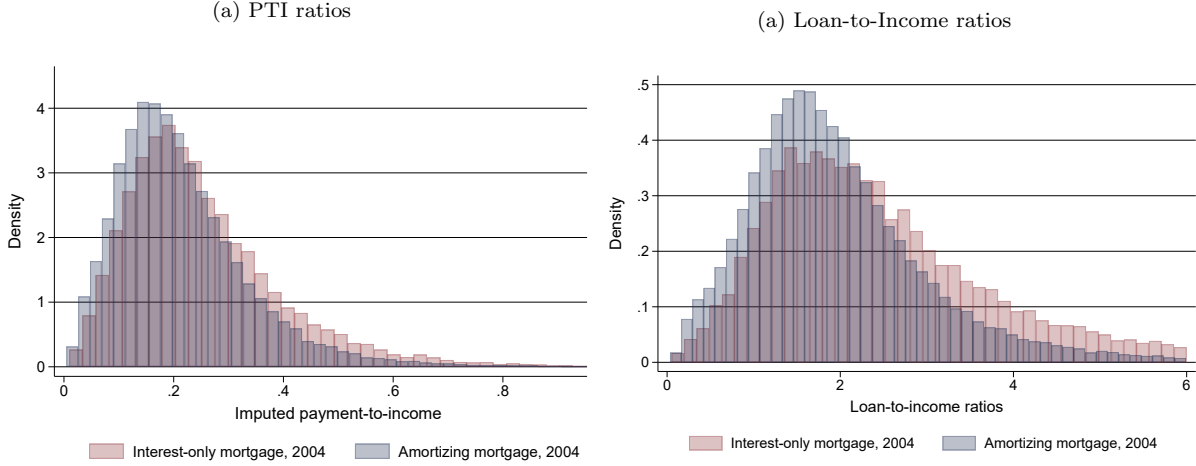 (a) PTI ratios
4
3
2
1
0
Density
0 .2 .4 .6 .8
Imputed payment-to-income
Interest-only mortgage, 2004 Amortizing mortgage, 2004
(a) Loan-to-Income ratios
.5
.4
.3
.2
.1
0
Density
0 2 4 6
Loan-to-income ratios
Interest-only mortgage, 2004 Amortizing mortgage, 2004